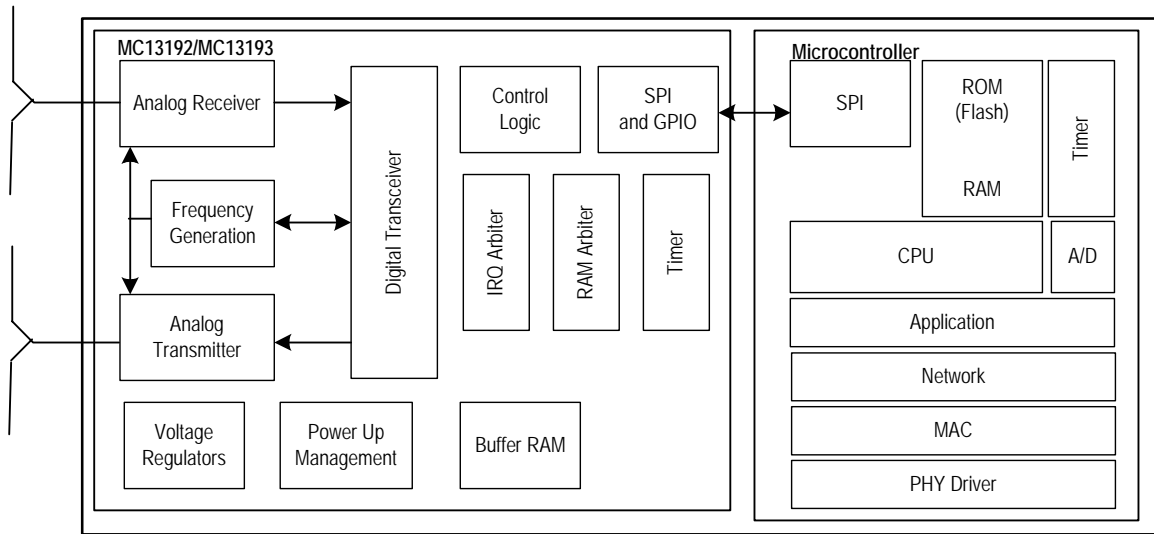 MC13192/MC13193
Analog Receiver
Frequency
Generation
Analog
Transmitter
Digital Transceiver
Control
Logic
SPI
and GPIO
IRQ Arbiter
RAM Arbiter
Timer
Voltage
Regulators
Power Up
Management
Buffer RAM
Microcontroller
SPI
ROM
(Flash)
RAM
Timer
CPU
A/D
Application
Network
MAC
PHY Driver